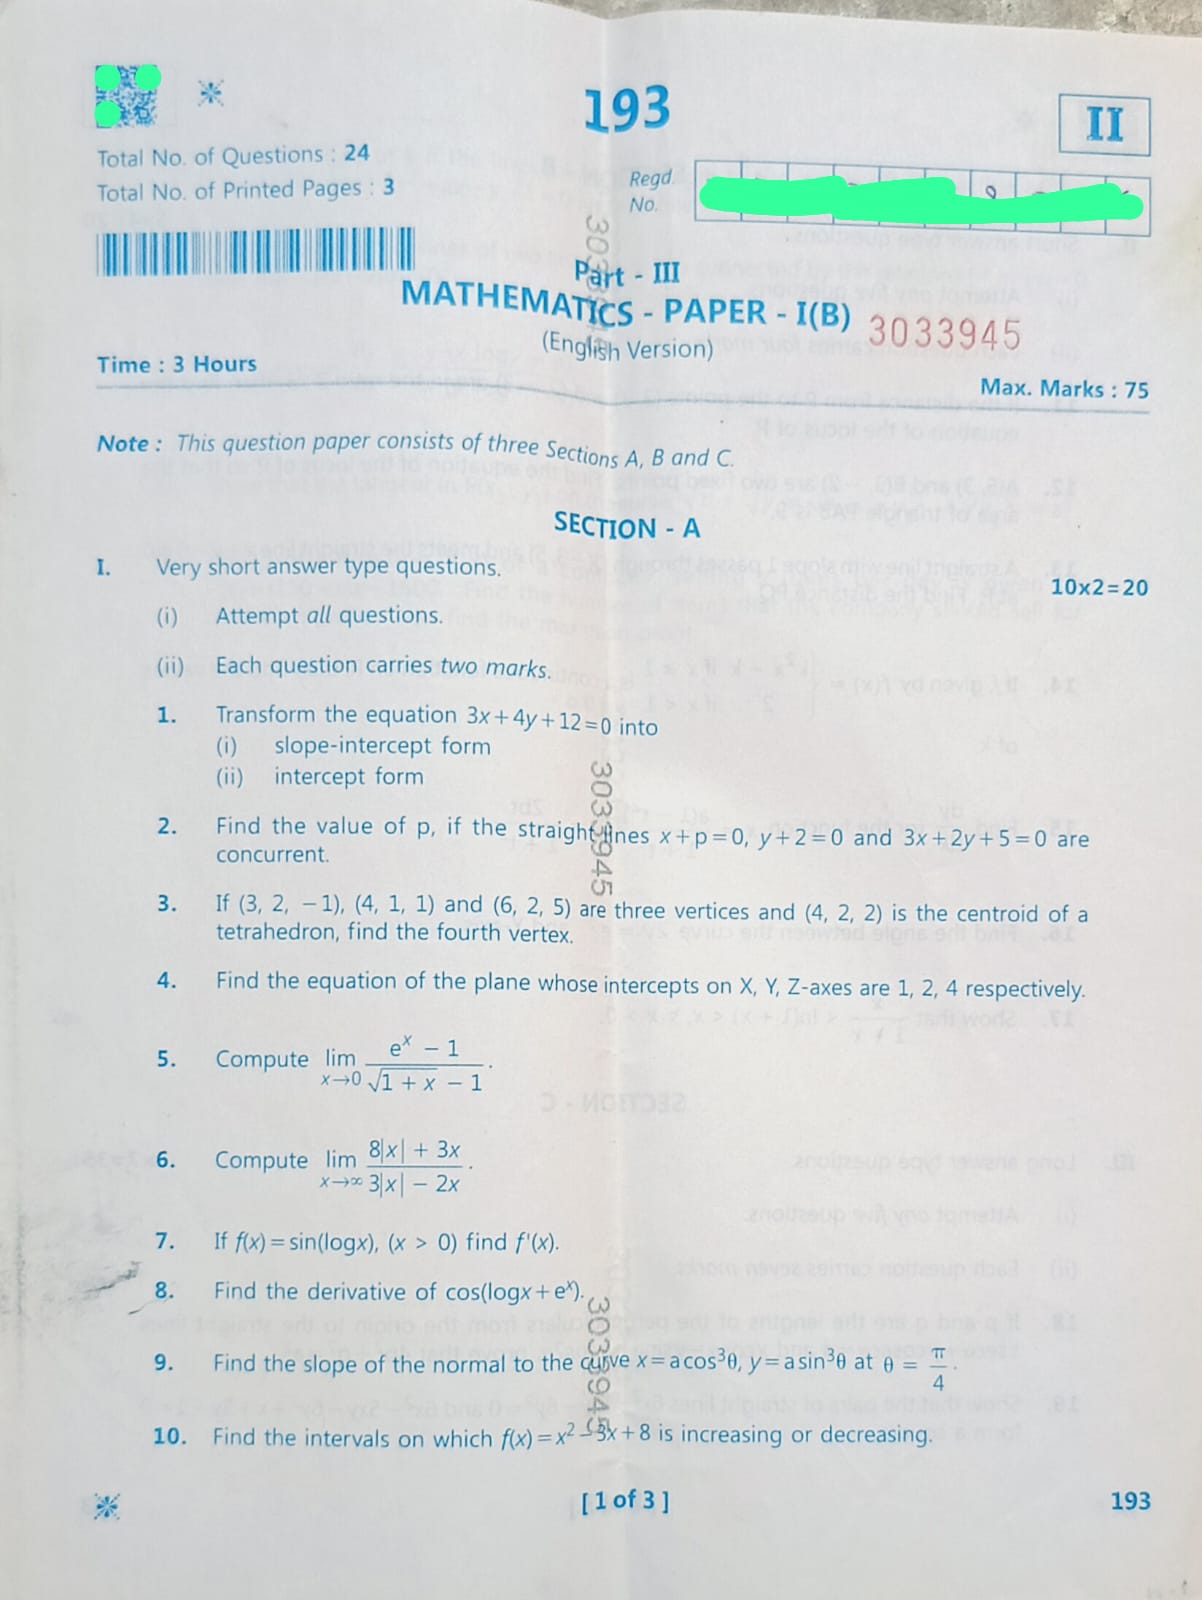 193
II
Total No. of Questions : 24
Total No. of Printed Pages : 3
Regd.
No.
Part - III
MATHEMATICS - PAPER - I(B)
3033945
(English Version)
Time : 3 Hours
Max. Marks : 75
Note : This question paper consists of three Sections A, B and C.
SECTION - A
I. Very short answer type questions. 10x2=20
(i) Attempt all questions.
(ii) Each question carries two marks.
1. Transform the equation 3x+4y+12=0 into
(i) slope-intercept form
(ii) intercept form
2. Find the value of p, if the straight lines x+p=0, y+2=0 and 3x+2y+5=0 are
concurrent.
3. If (3, 2, −1), (4, 1, 1) and (6, 2, 5) are three vertices and (4, 2, 2) is the centroid of a
tetrahedron, find the fourth vertex.
4. Find the equation of the plane whose intercepts on X, Y, Z-axes are 1, 2, 4 respectively.
5. Compute lim x→0 (eˣ − 1)/(√(1 + x) − 1).
6. Compute lim x→∞ (8|x| + 3x)/(3|x| − 2x).
7. If f(x)=sin(logx), (x > 0) find f'(x).
8. Find the derivative of cos(logx+eˣ).
9. Find the slope of the normal to the curve x=acos³θ, y=asin³θ at θ = π/4.
10. Find the intervals on which f(x)=x²−3x+8 is increasing or decreasing.
[ 1 of 3 ]
193
3033945
3033945
3033945